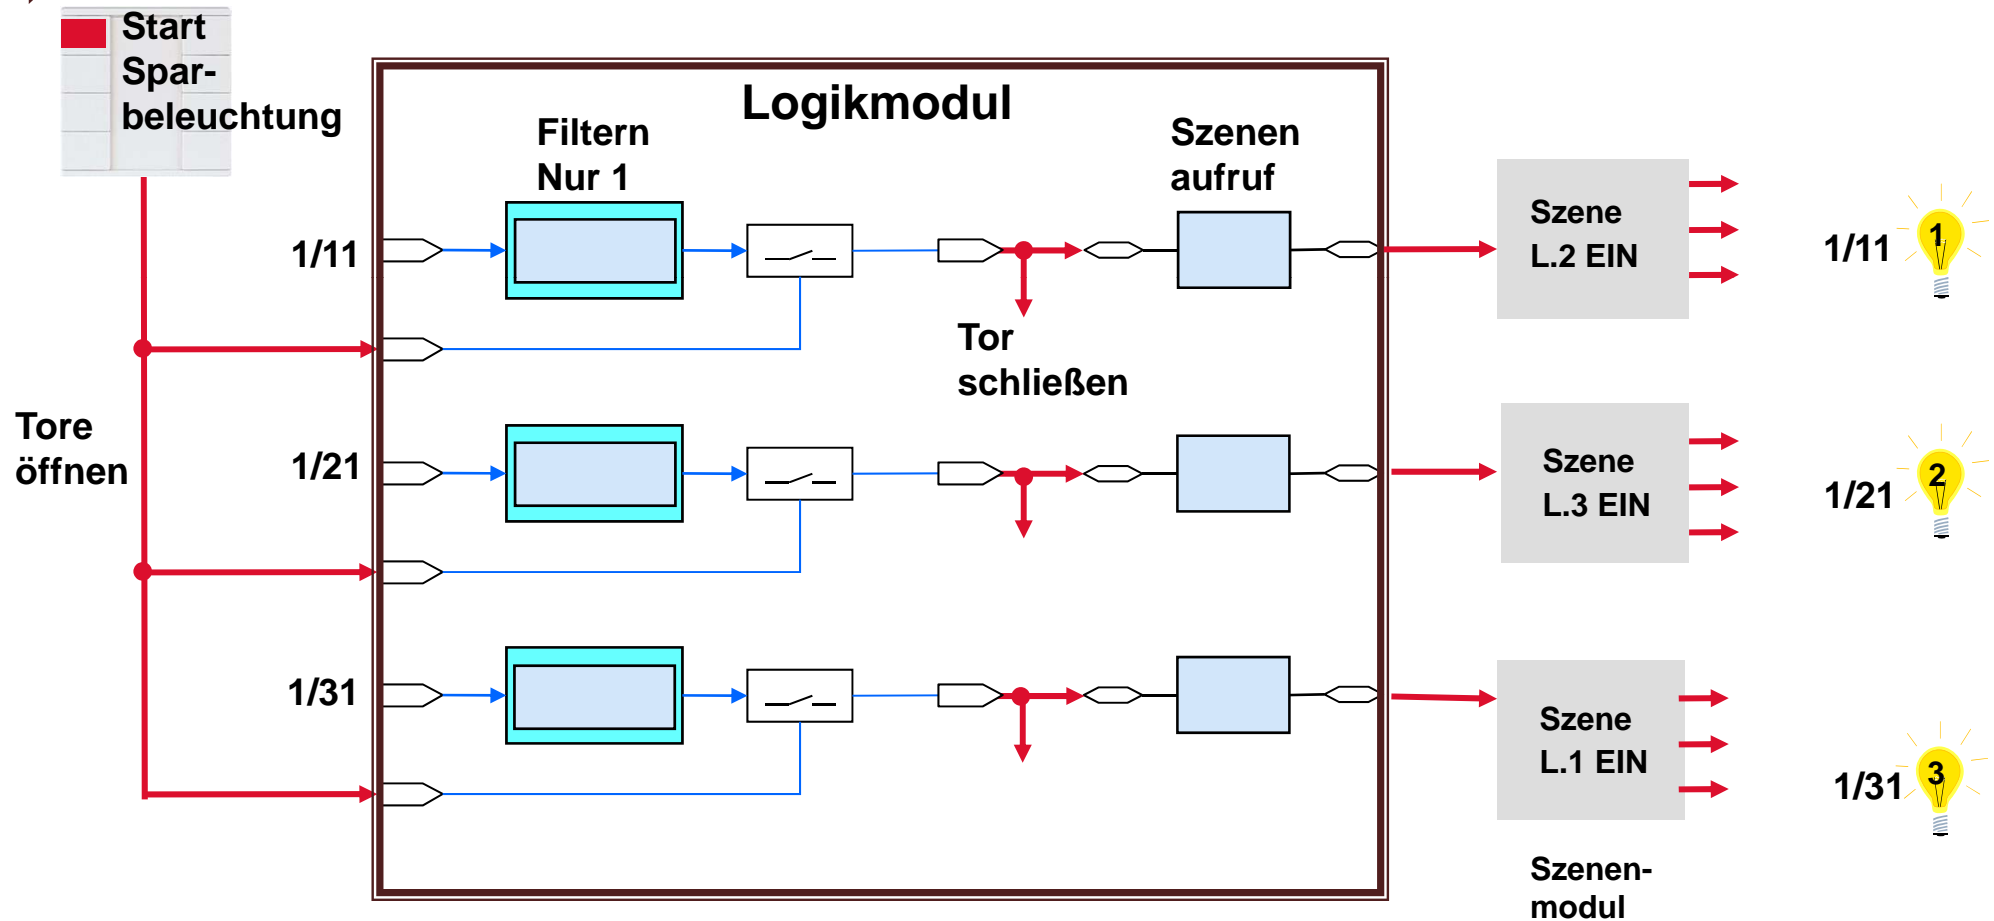 Start
Spar-
beleuchtung
Logikmodul
Filtern
Nur 1
Szenen
aufruf
1/11
Szene
L.2 EIN
1/11
1
Tor
schließen
Tore
öffnen
1/21
Szene
L.3 EIN
1/21
2
1/31
Szene
L.1 EIN
1/31
3
Szenen-
modul